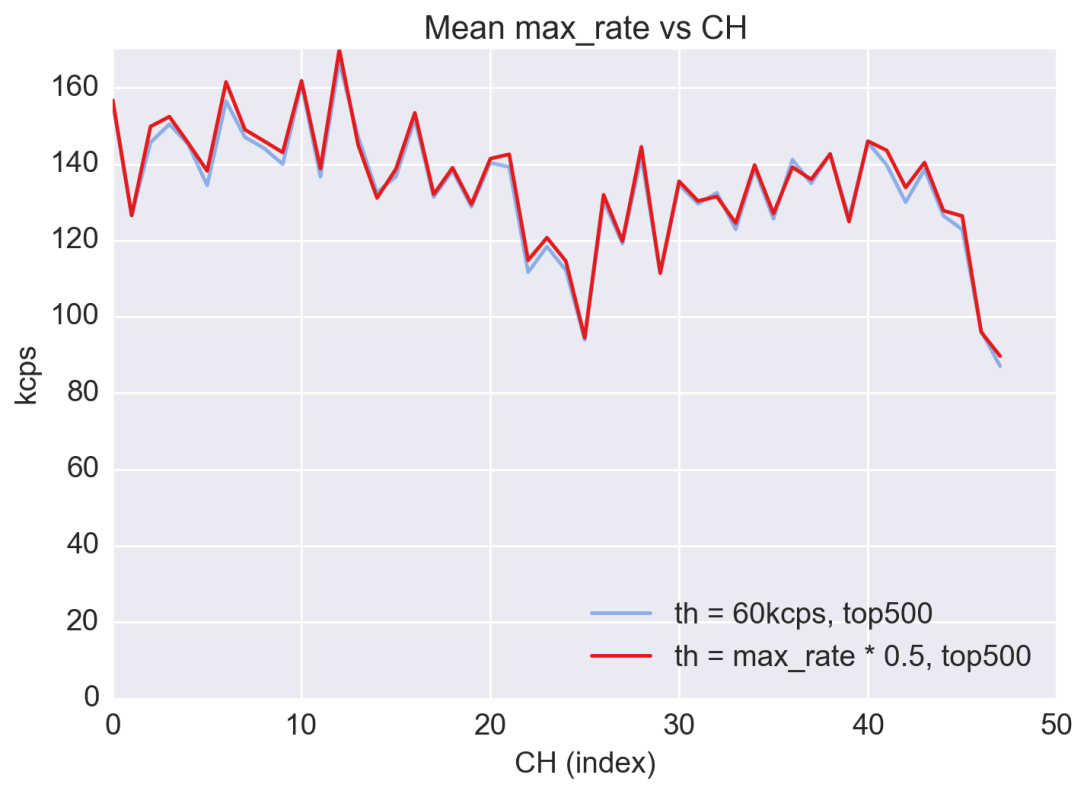 Mean max_rate vs CH
160
140
120
100
80
60
40
20
0
kcps
th = 60kcps, top500
th = max_rate * 0.5, top500
0 10 20 30 40 50
CH (index)